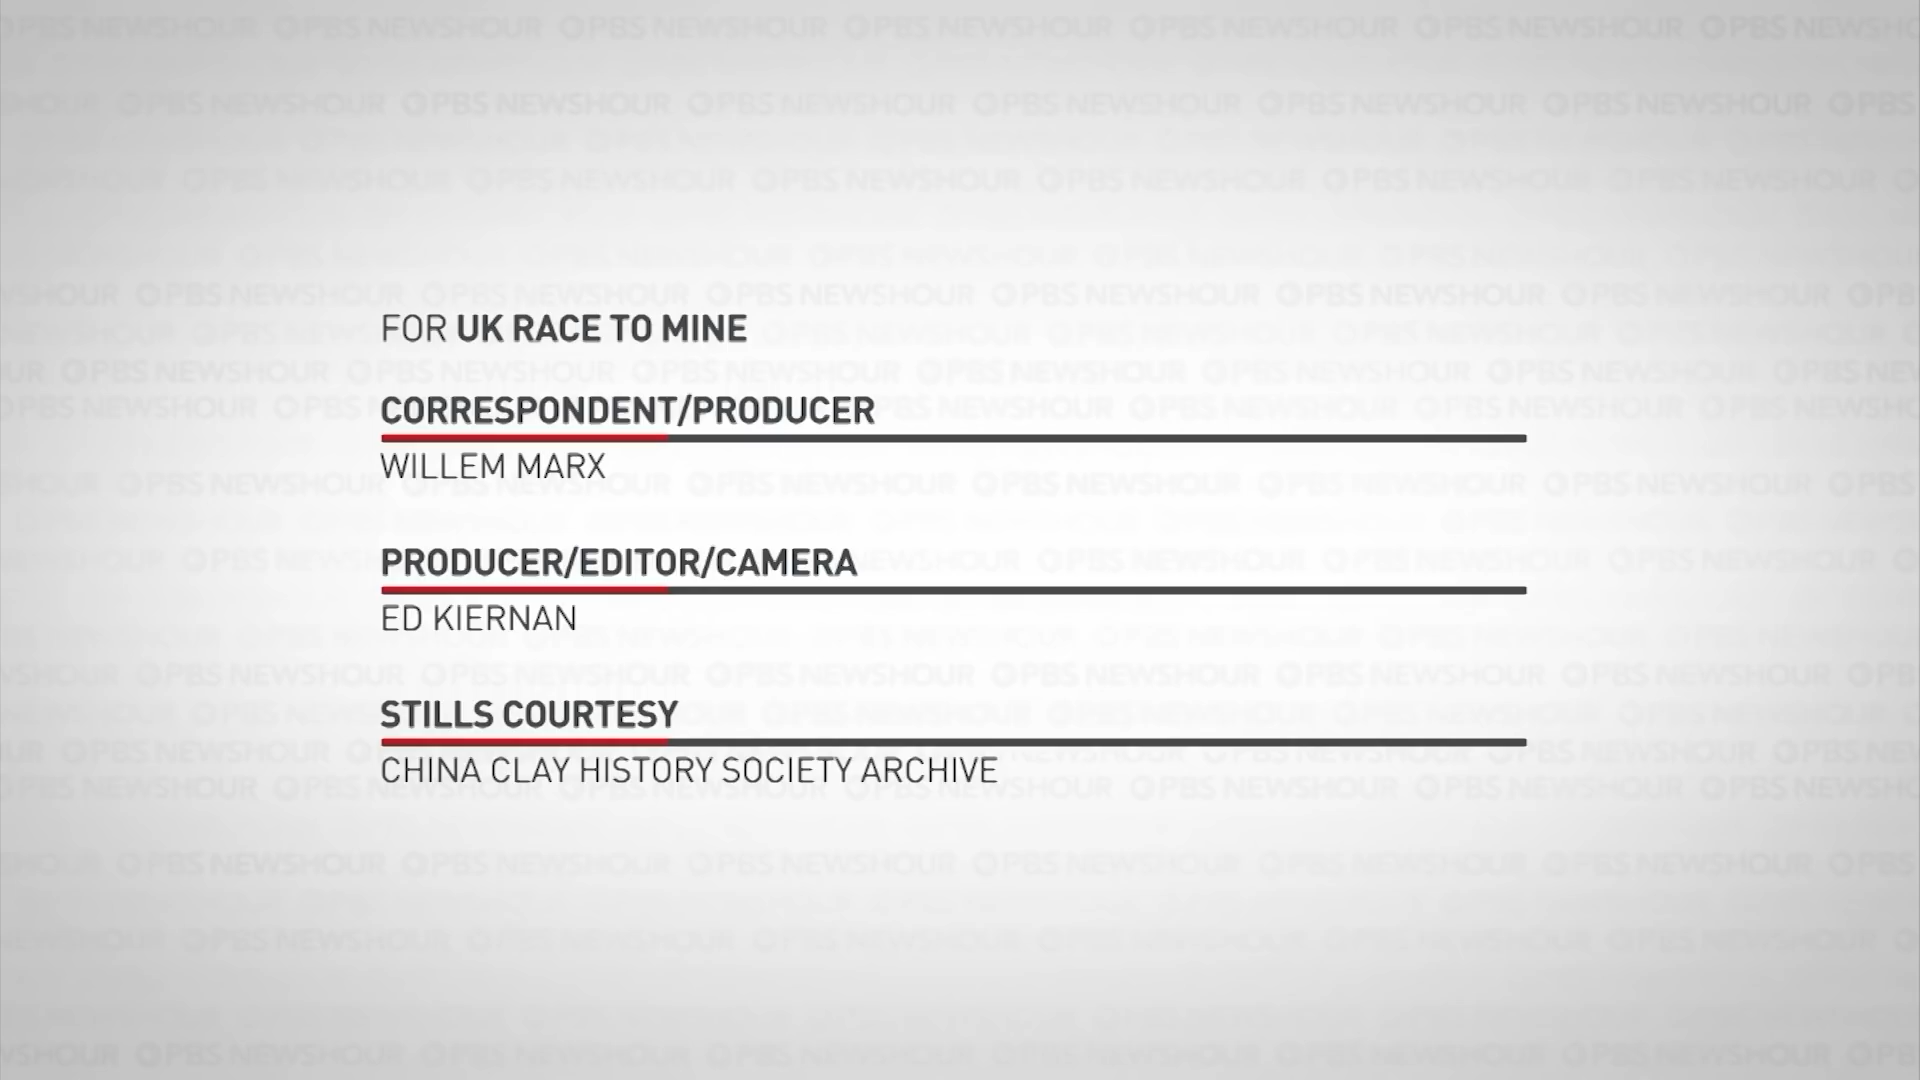 FOR UK RACE TO MINE
CORRESPONDENT/PRODUCER
WILLEM MARX
PRODUCER/EDITOR/CAMERA
ED KIERNAN
STILLS COURTESY
CHINA CLAY HISTORY SOCIETY ARCHIVE